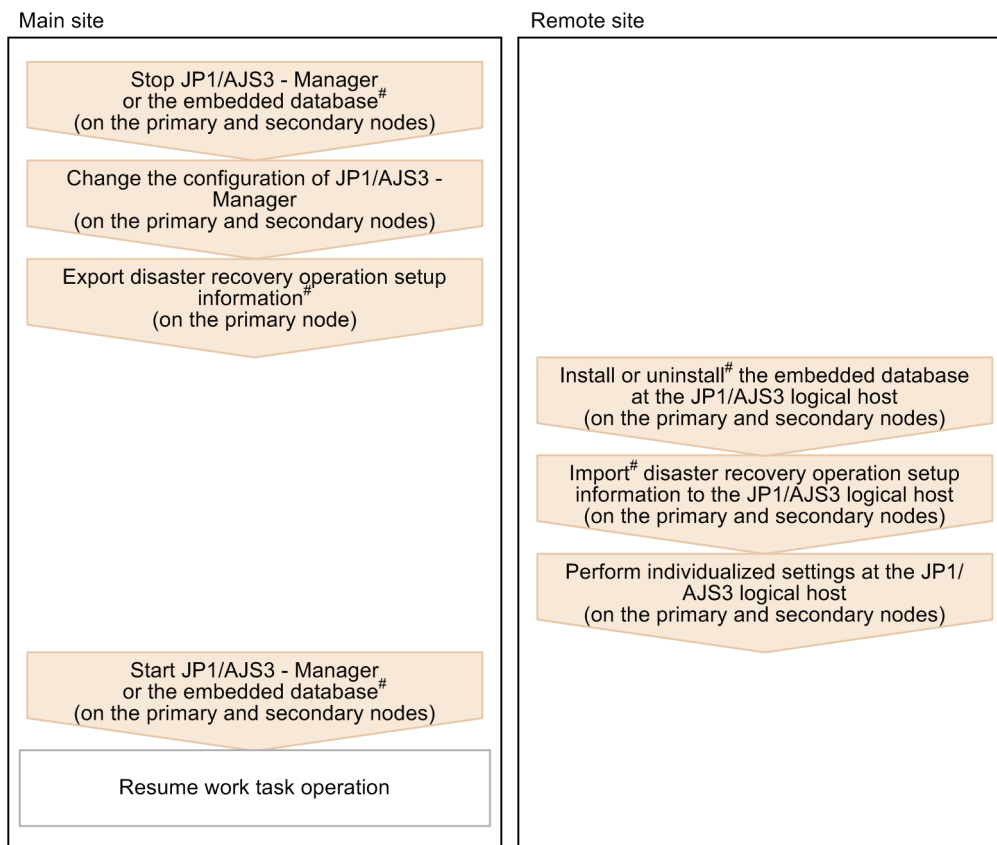 Main site
Stop JP1/AJS3 - Manager
or the embedded database#
(on the primary and secondary nodes)
Change the configuration of JP1/AJS3 -
Manager
(on the primary and secondary nodes)
Export disaster recovery operation setup
information#
(on the primary node)
Start JP1/AJS3 - Manager
or the embedded database#
(on the primary and secondary nodes)
Resume work task operation
Remote site
Install or uninstall# the embedded database
at the JP1/AJS3 logical host
(on the primary and secondary nodes)
Import# disaster recovery operation setup
information to the JP1/AJS3 logical host
(on the primary and secondary nodes)
Perform individualized settings at the JP1/
AJS3 logical host
(on the primary and secondary nodes)